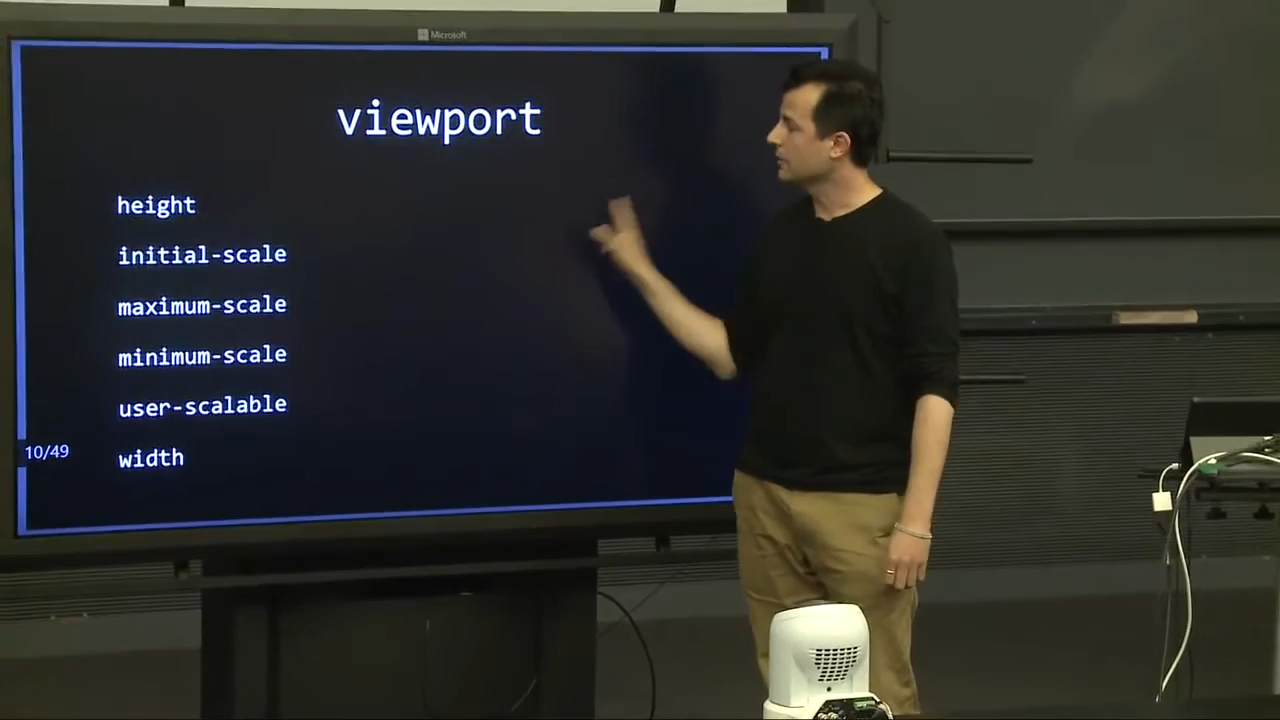 Microsoft
viewport
height
initial-scale
maximum-scale
minimum-scale
user-scalable
10/49
width